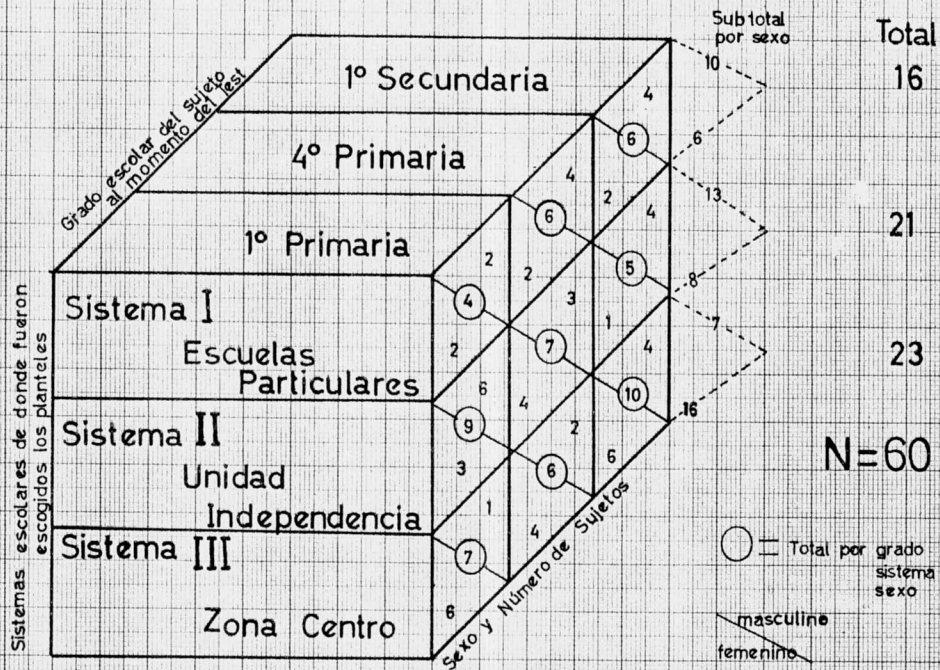 Subtotal
por sexo
Total
10
16
6
13
21
8
7
23
16
N=60
Grado escolar del sujeto
al momento del test
1º Secundaria
4º Primaria
1º Primaria
4
6
4
6
2
4
2
4
2
5
2
3
7
1
4
6
9
4
10
3
2
6
6
1
7
4
6
Sistemas escolares de donde fueron
escogidos los planteles
Sistema I
Escuelas
Particulares
Sistema II
Unidad
Independencia
Sistema III
Zona Centro
Sexo y Número de Sujetos
= Total por grado
sistema
sexo
masculino
femenino